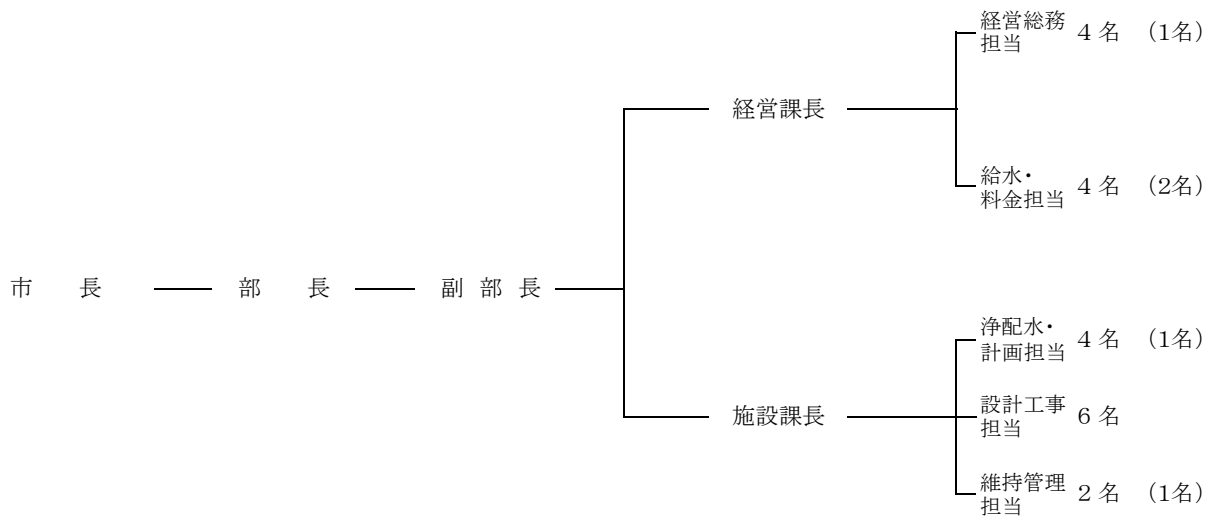 経営総務
担当 4名 (1名)
経営課長
給水・
料金担当 4名 (2名)
市長 部長 副部長
浄配水・
計画担当 4名 (1名)
施設課長
設計工事
担当 6名
維持管理
担当 2名 (1名)